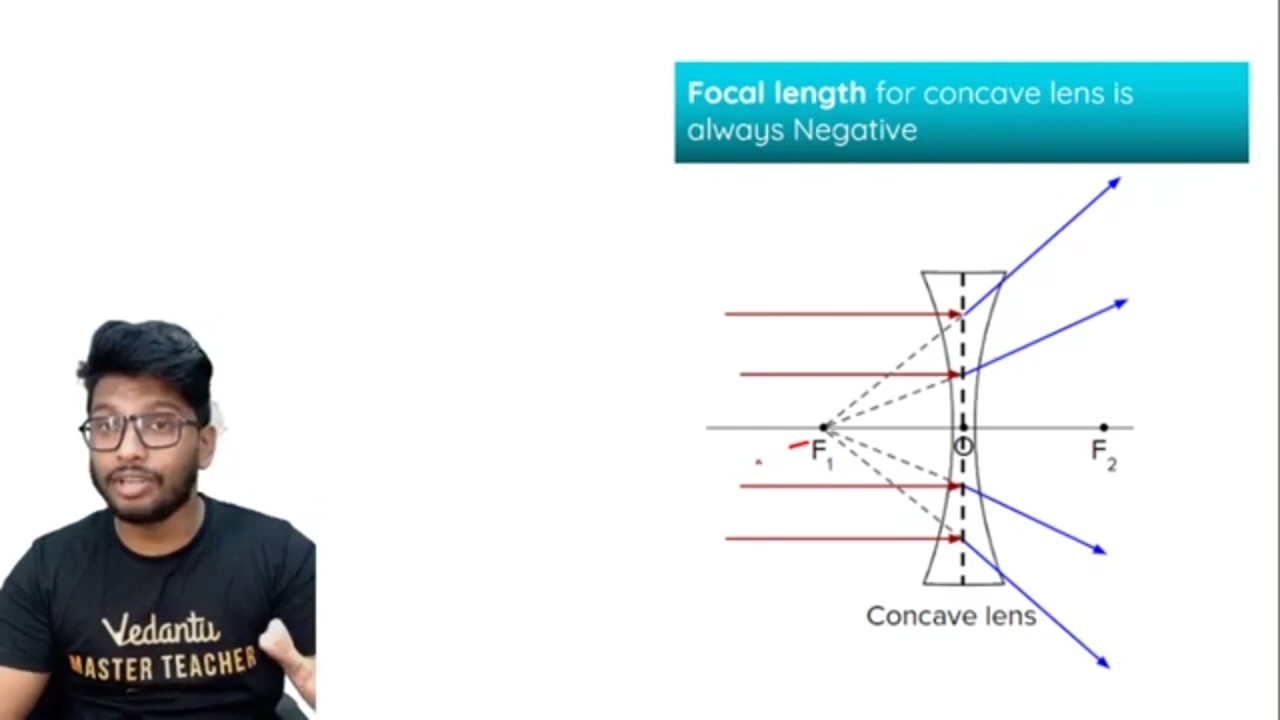 Focal length for concave lens is
always Negative
F1
O
F2
Concave lens
Vedantu
MASTER TEACHER